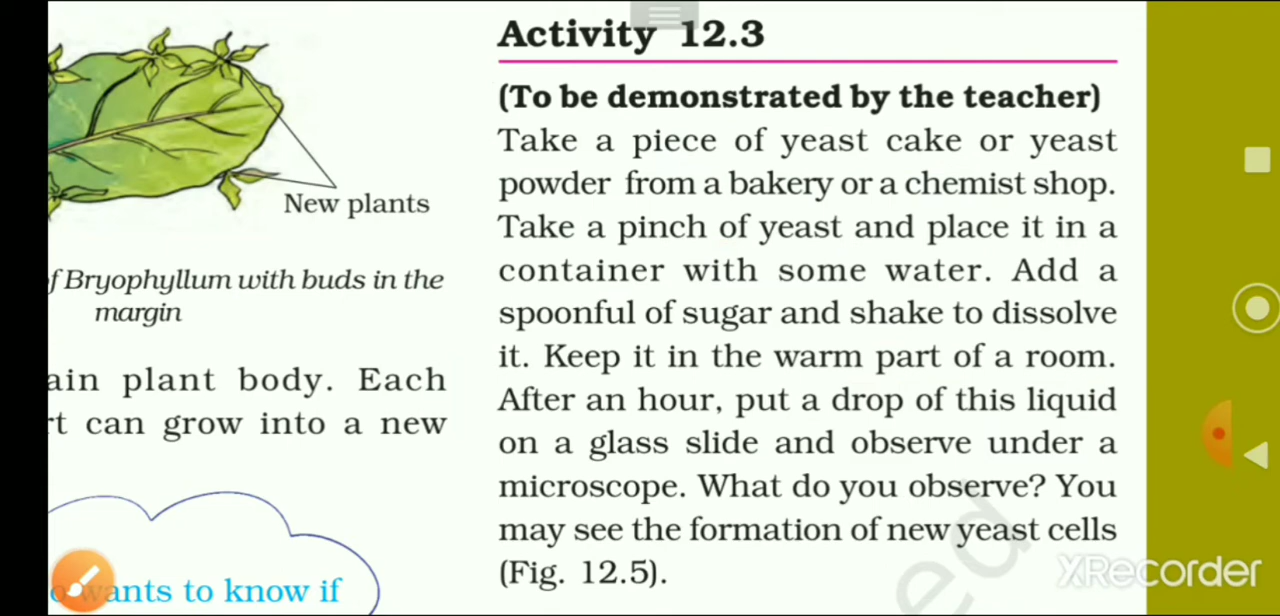 New plants
f Bryophyllum with buds in the
margin
ain plant body. Each
rt can grow into a new
wants to know if
Activity 12.3
(To be demonstrated by the teacher)
Take a piece of yeast cake or yeast
powder from a bakery or a chemist shop.
Take a pinch of yeast and place it in a
container with some water. Add a
spoonful of sugar and shake to dissolve
it. Keep it in the warm part of a room.
After an hour, put a drop of this liquid
on a glass slide and observe under a
microscope. What do you observe? You
may see the formation of new yeast cells
(Fig. 12.5).
ed
XRecorder